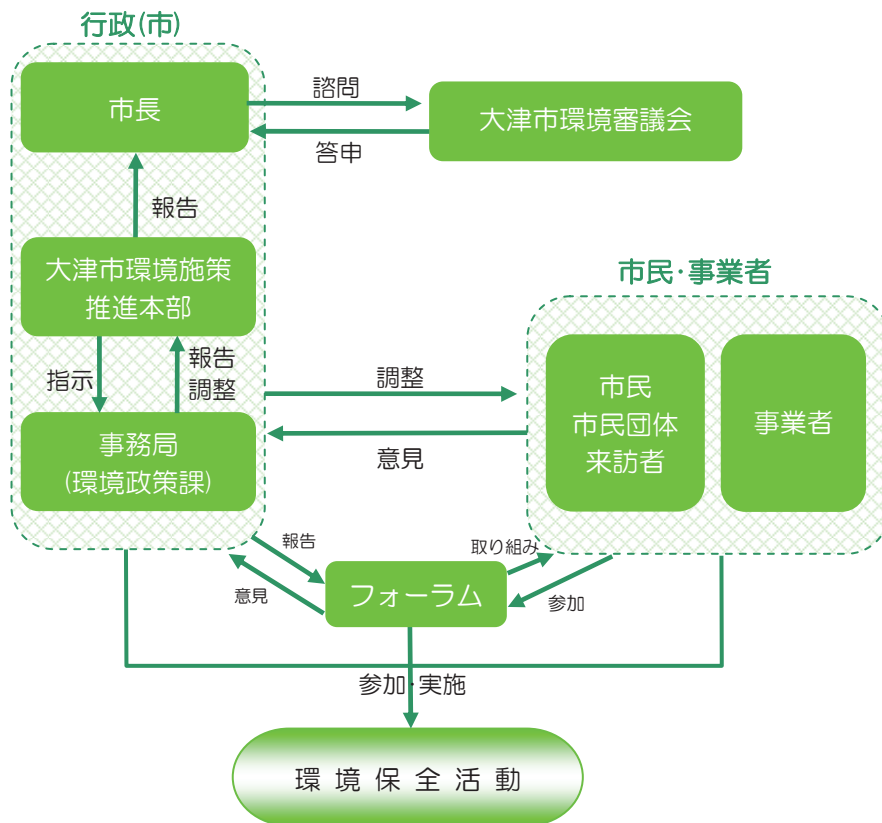 行政(市)
市長
諮問
大津市環境審議会
答申
報告
大津市環境施策
推進本部
指示
報告
調整
事務局
(環境政策課)
市民・事業者
調整
意見
市民
市民団体
来訪者
事業者
報告
意見
フォーラム
取り組み
参加
参加・実施
環境保全活動